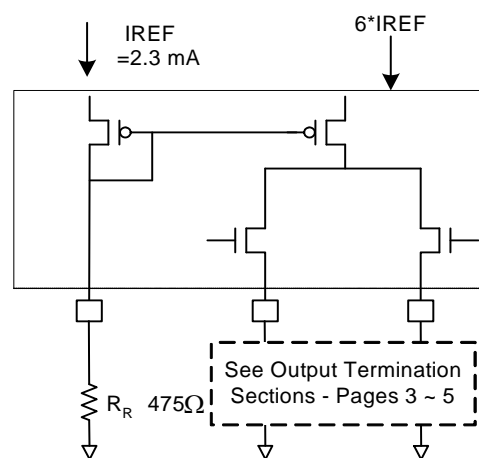 IREF
=2.3 mA
6*IREF
See Output Termination
Sections - Pages 3 ~ 5
RR 475Ω